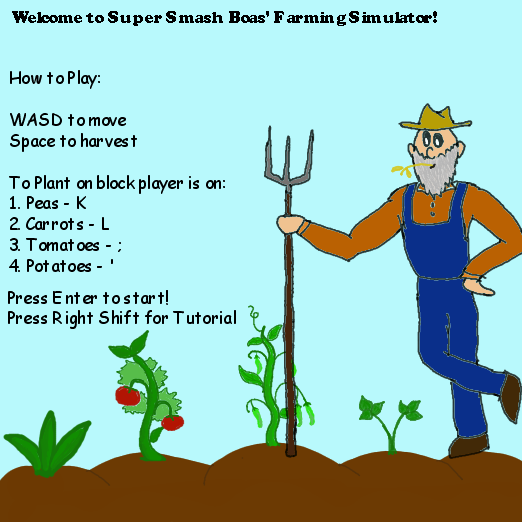 Welcome to Super Smash Boas' Farming Simulator!
How to Play:
WASD to move
Space to harvest
To Plant on block player is on:
1. Peas - K
2. Carrots - L
3. Tomatoes - ;
4. Potatoes - '
Press Enter to start!
Press Right Shift for Tutorial